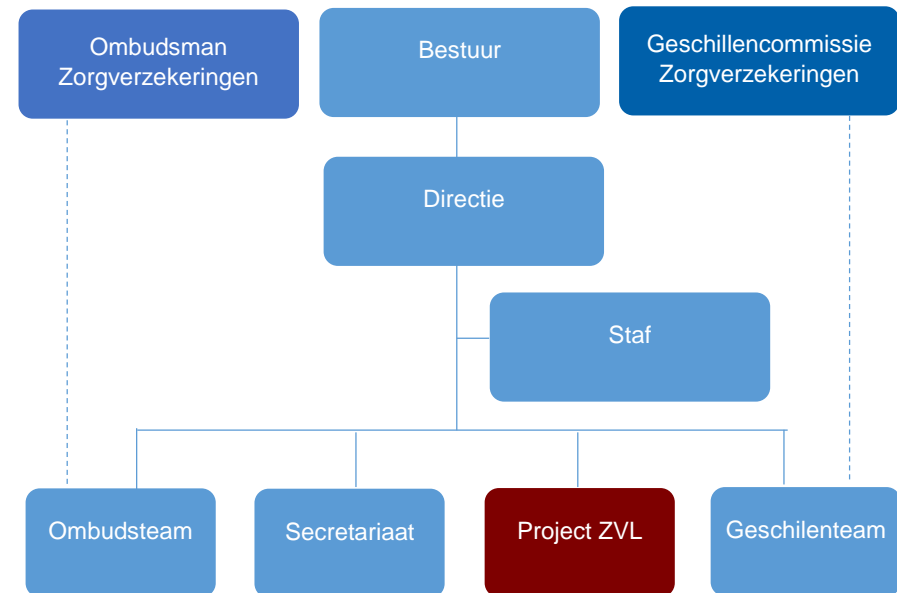 Ombudsman
Zorgverzekeringen
Bestuur
Geschillencommissie
Zorgverzekeringen
Directie
Staf
Ombudsteam
Secretariaat
Project ZVL
Geschilenteam